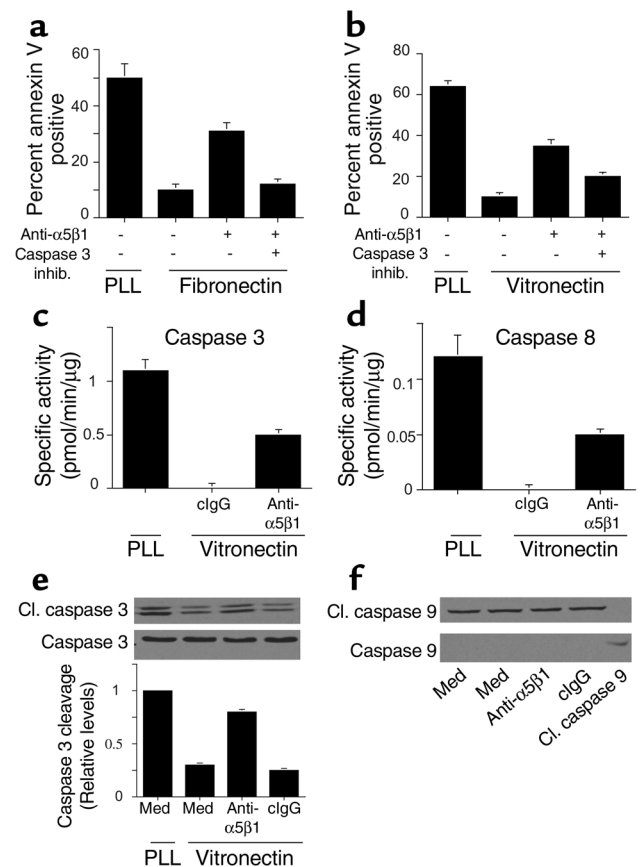 a
Percent annexin V
positive
60
40
20
0
Anti-α5β1 - - + +
Caspase 3 - - - +
inhib.
PLL Fibronectin
b
Percent annexin V
positive
80
60
40
20
0
Anti-α5β1 - - + +
Caspase 3 - - +
inhib.
PLL Vitronectin
c
Caspase 3
Specific activity
(pmol/min/μg)
1
0.5
0
cIgG Anti-
α5β1
PLL Vitronectin
d
Caspase 8
Specific activity
(pmol/min/μg)
0.1
0.05
0
cIgG Anti-
α5β1
PLL Vitronectin
e
Cl. caspase 3
Caspase 3
Caspase 3 cleavage
(Relative levels)
1
0.5
0
Med Med Anti- cIgG
α5β1
PLL Vitronectin
f
Cl. caspase 9
Caspase 9
Med
Med
Anti-α5β1
cIgG
Cl. caspase 9